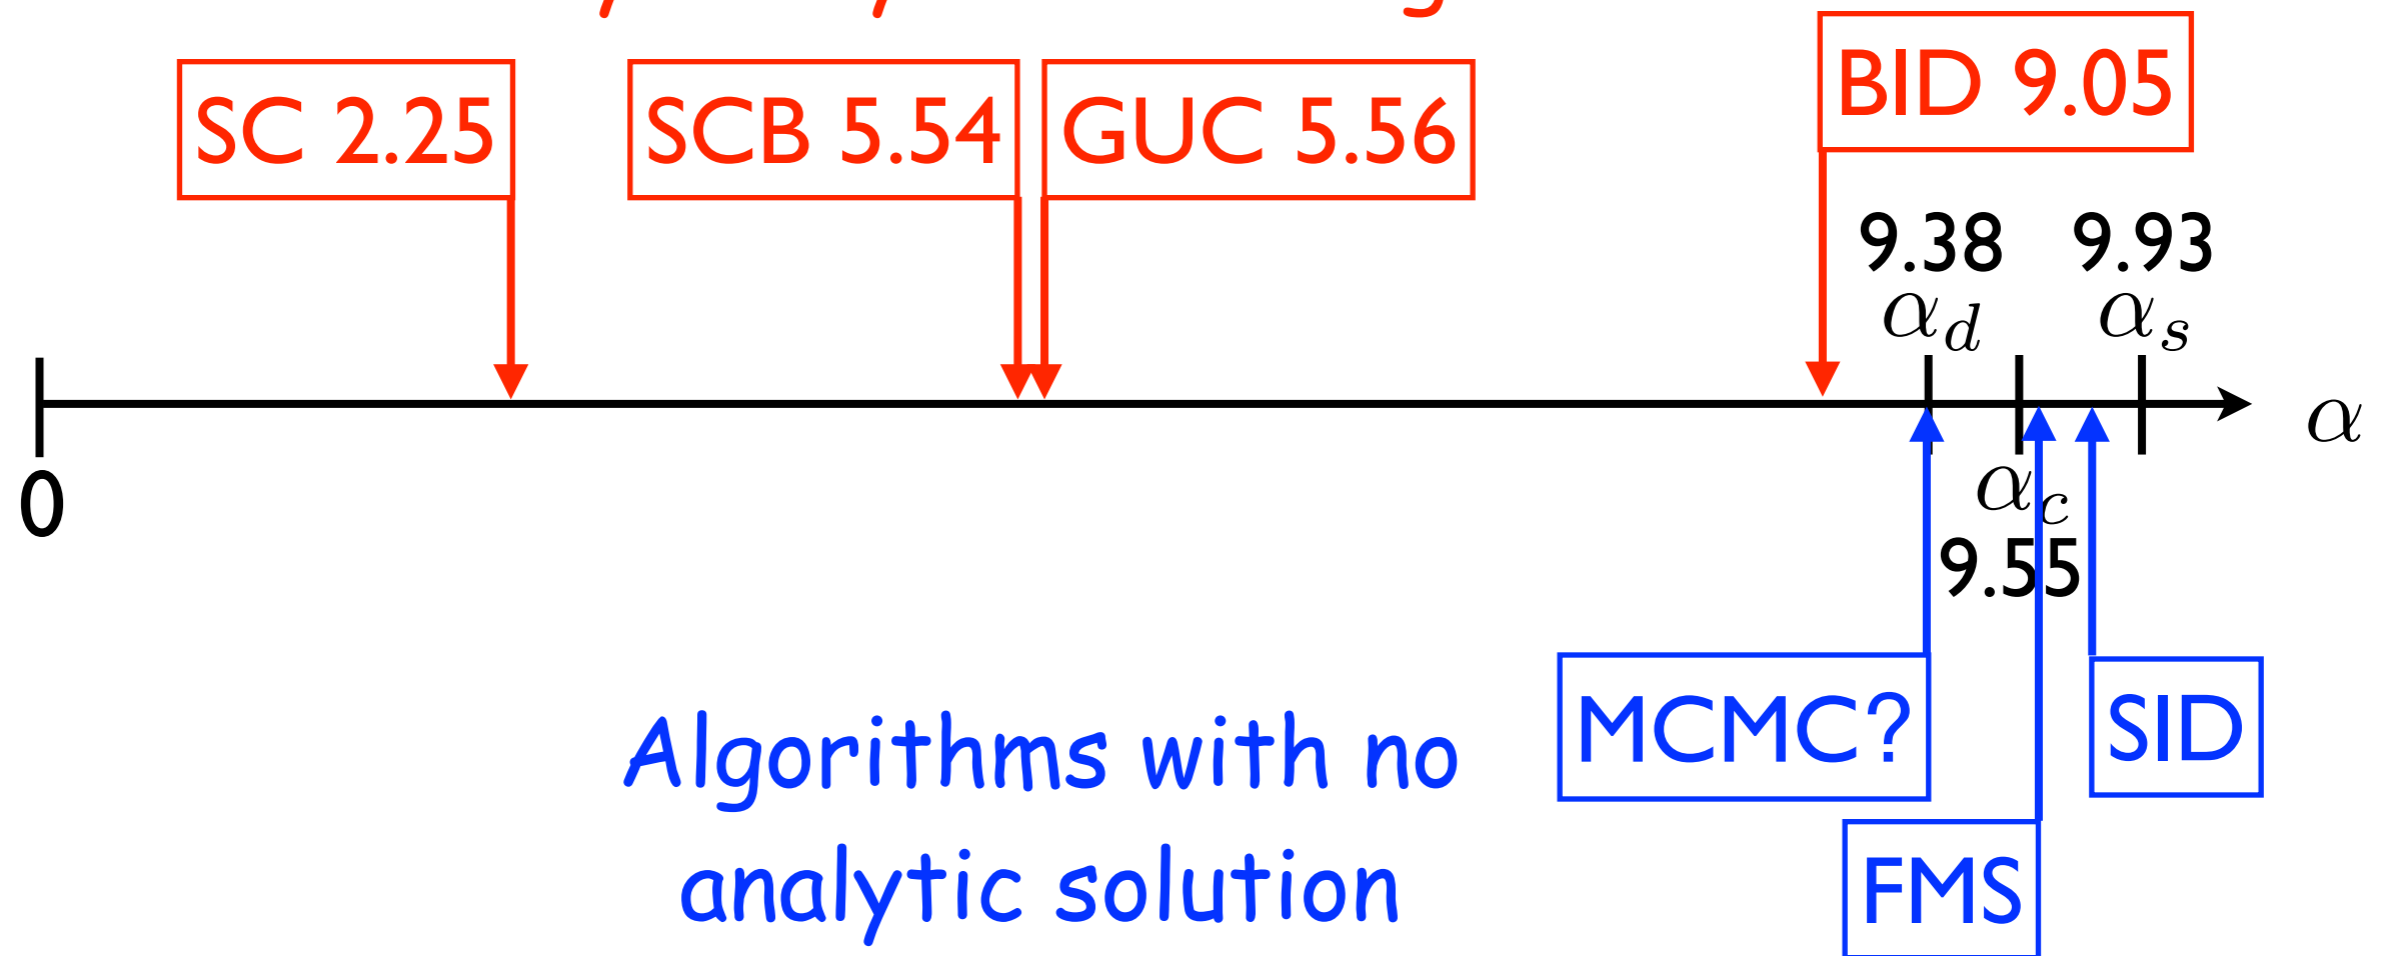 BID 9.05
SC 2.25 SCB 5.54 GUC 5.56
9.38 9.93
α_d α_s
α
0
α_c
9.55
MCMC? SID
Algorithms with no
analytic solution
FMS